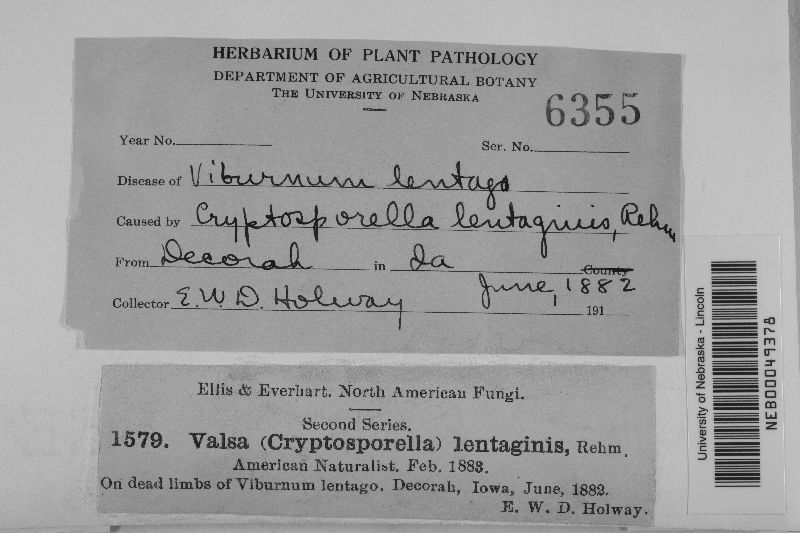 HERBARIUM OF PLANT PATHOLOGY
DEPARTMENT OF AGRICULTURAL BOTANY
THE UNIVERSITY OF NEBRASKA
6355
Year No. Ser. No.
Disease of Viburnum lentago
Caused by Cryptosporella lentaginis, Rehm
From Decorah in Ia County
Collector E. W. D. Holway June, 1882 191
Ellis & Everhart. North American Fungi.
Second Series.
1579. Valsa (Cryptosporella) lentaginis, Rehm.
American Naturalist. Feb. 1883.
On dead limbs of Viburnum lentago. Decorah, Iowa, June, 1882.
E. W. D. Holway.
University of Nebraska - Lincoln
NEB00049378